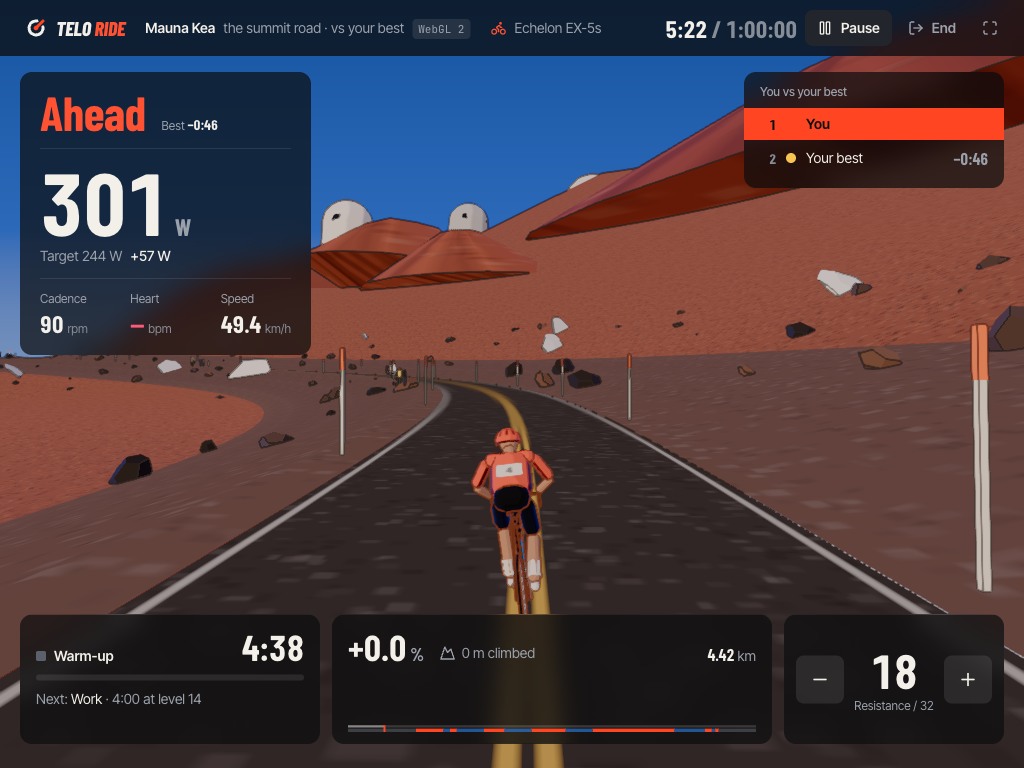 TELO RIDE Mauna Kea the summit road · vs your best WebGL 2 Echelon EX-5s 5:22 / 1:00:00 Pause End
Ahead Best −0:46
301 W
Target 244 W +57 W
Cadence Heart Speed
90 rpm – bpm 49.4 km/h
You vs your best
1 You
2 Your best −0:46
4
Warm-up 4:38
Next: Work · 4:00 at level 14
+0.0 % 0 m climbed 4.42 km
− 18 +
Resistance / 32